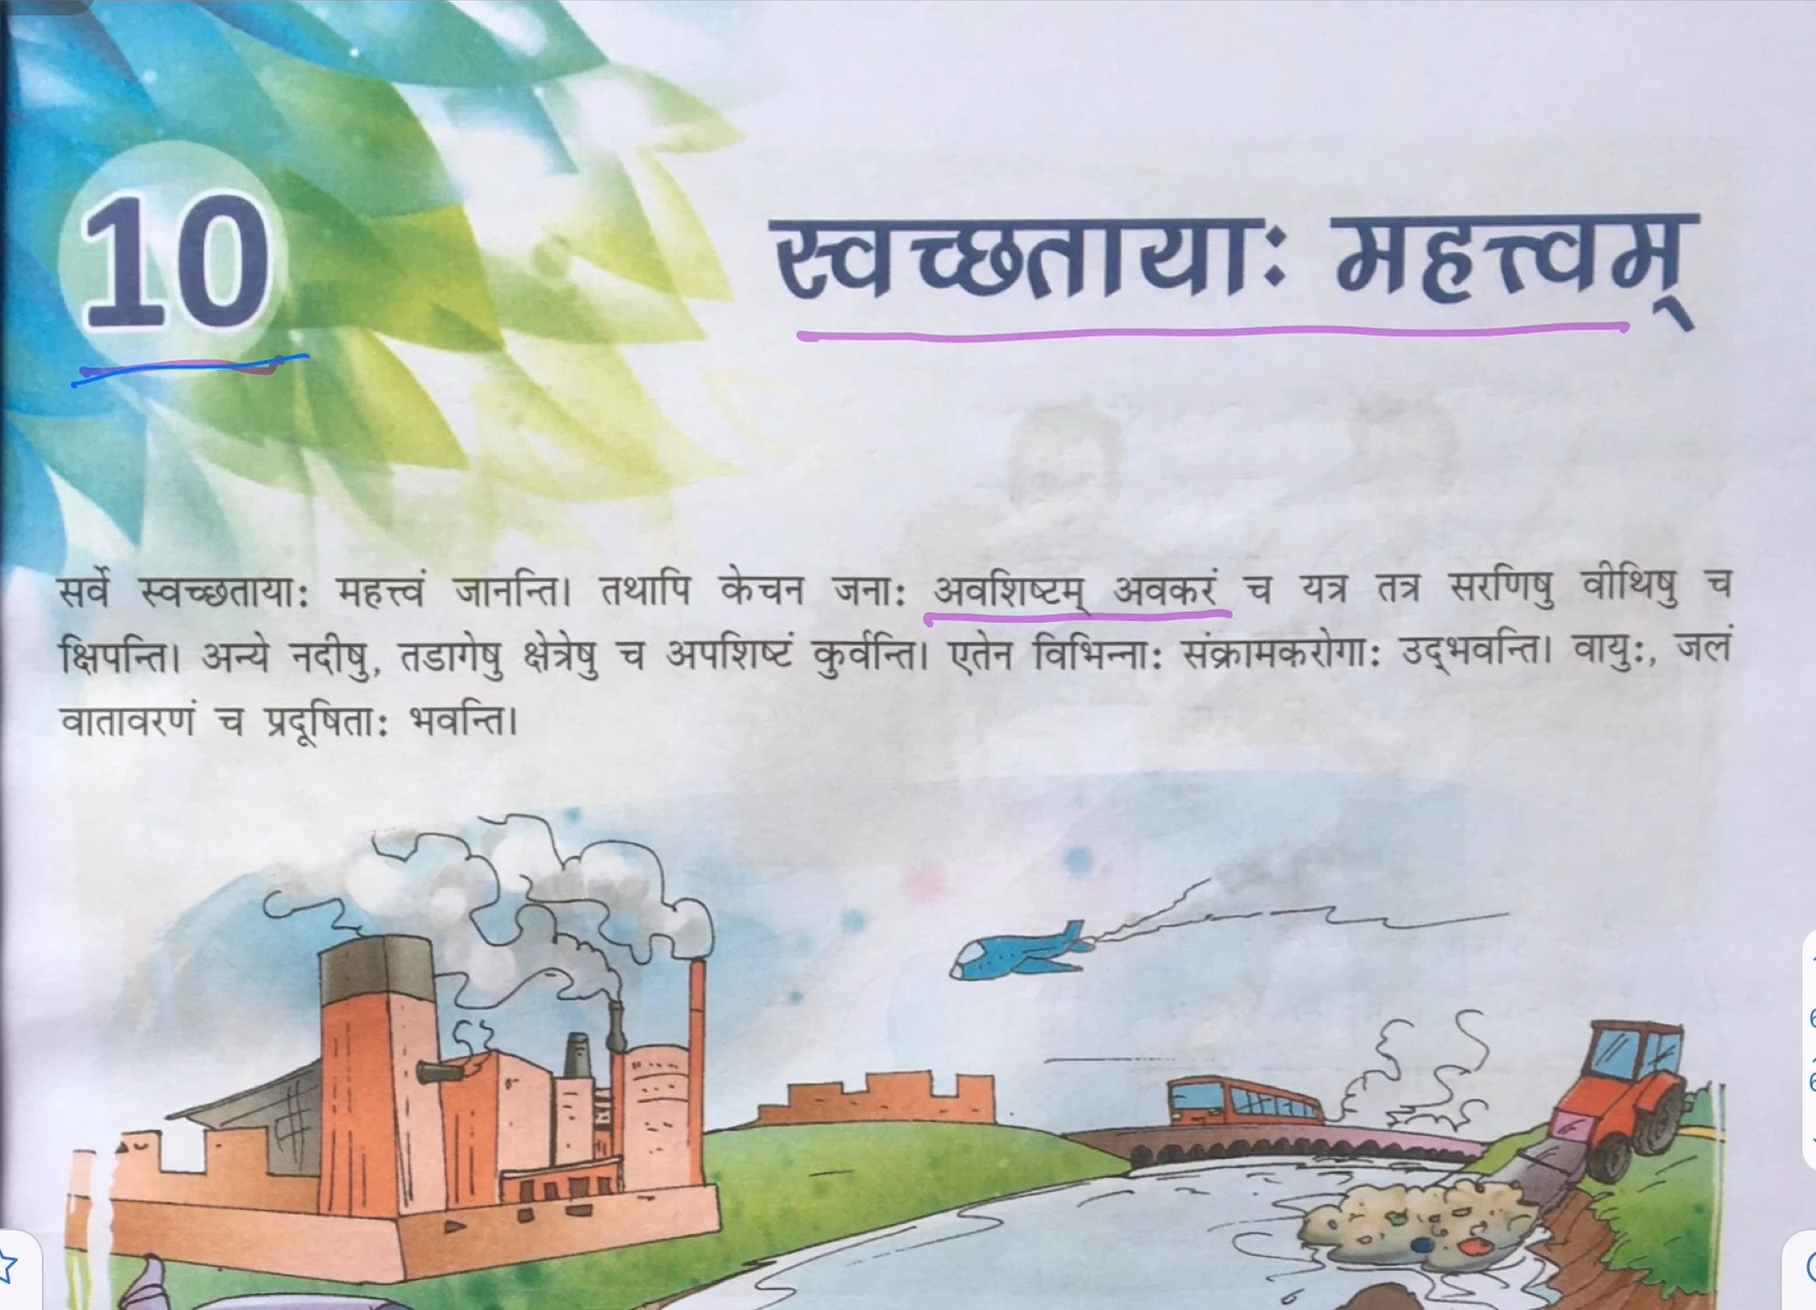 10
स्वच्छतायाः महत्त्वम्
सर्वे स्वच्छतायाः महत्त्वं जानन्ति। तथापि केचन जनाः अवशिष्टम् अवकरं च यत्र तत्र सरणिषु वीथिषु च
क्षिपन्ति। अन्ये नदीषु, तडागेषु क्षेत्रेषु च अपशिष्टं कुर्वन्ति। एतेन विभिन्नाः संक्रामकरोगाः उद्‌भवन्ति। वायुः, जलं
वातावरणं च प्रदूषिताः भवन्ति।